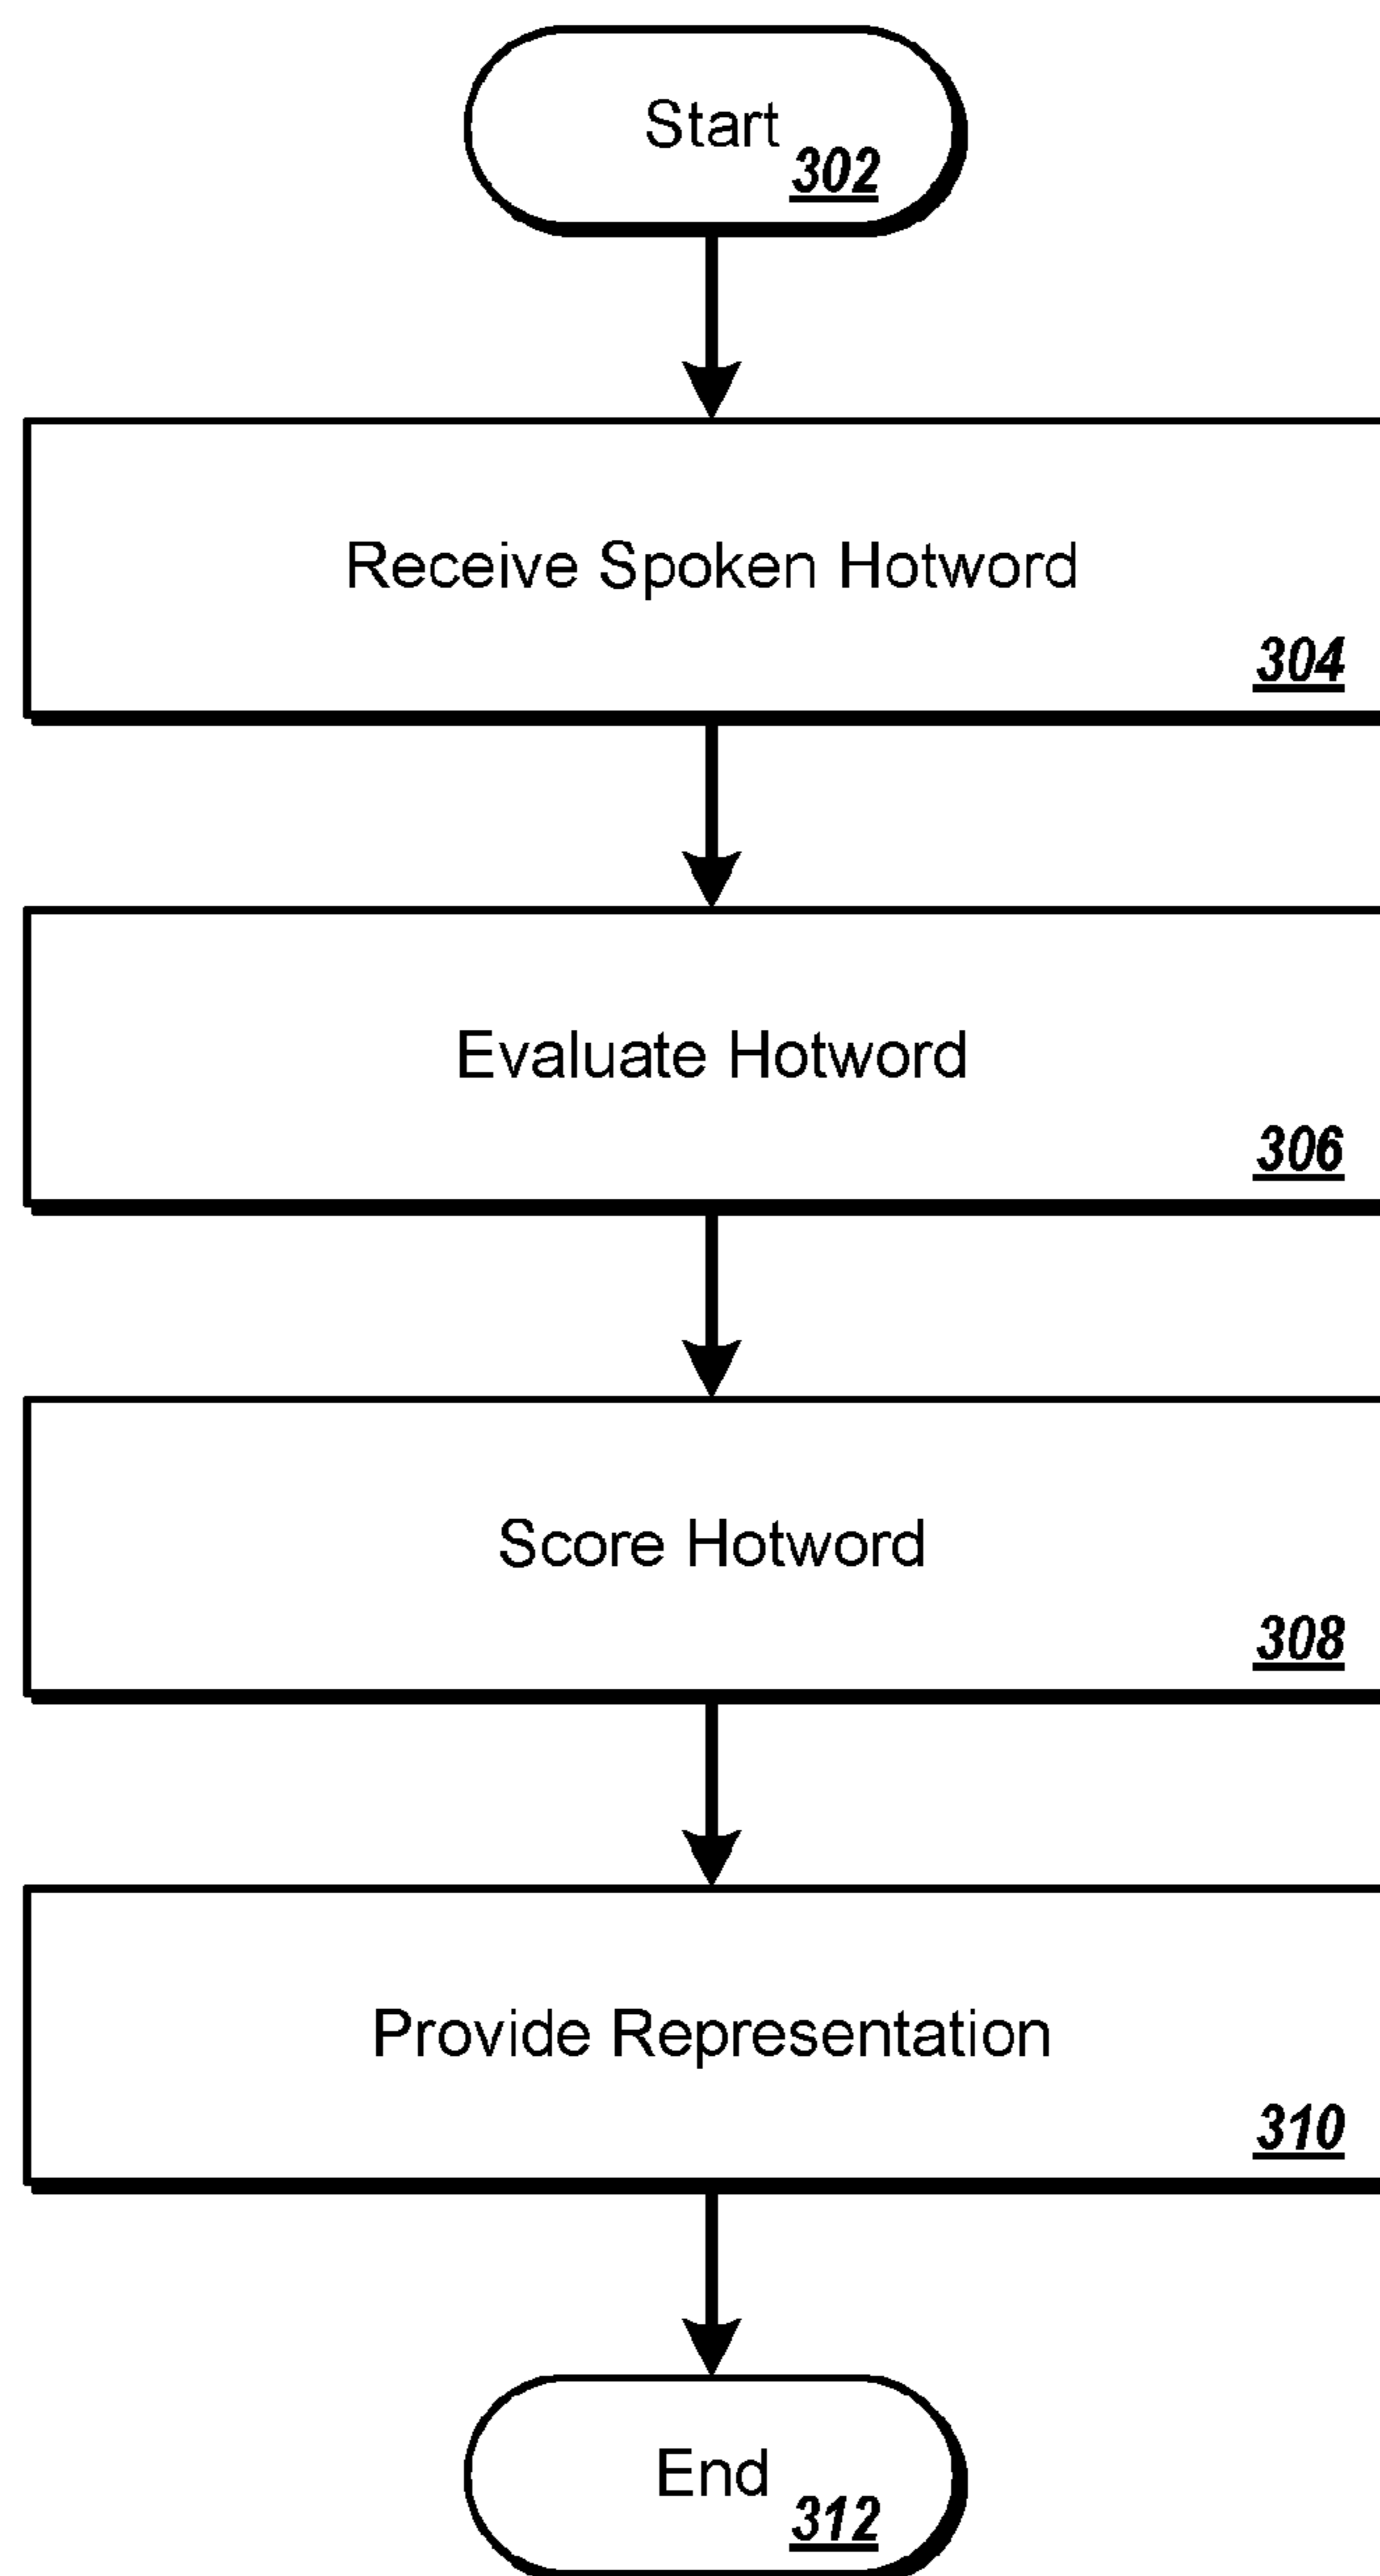 Start
302
Receive Spoken Hotword
304
Evaluate Hotword
306
Score Hotword
308
Provide Representation
310
End
312